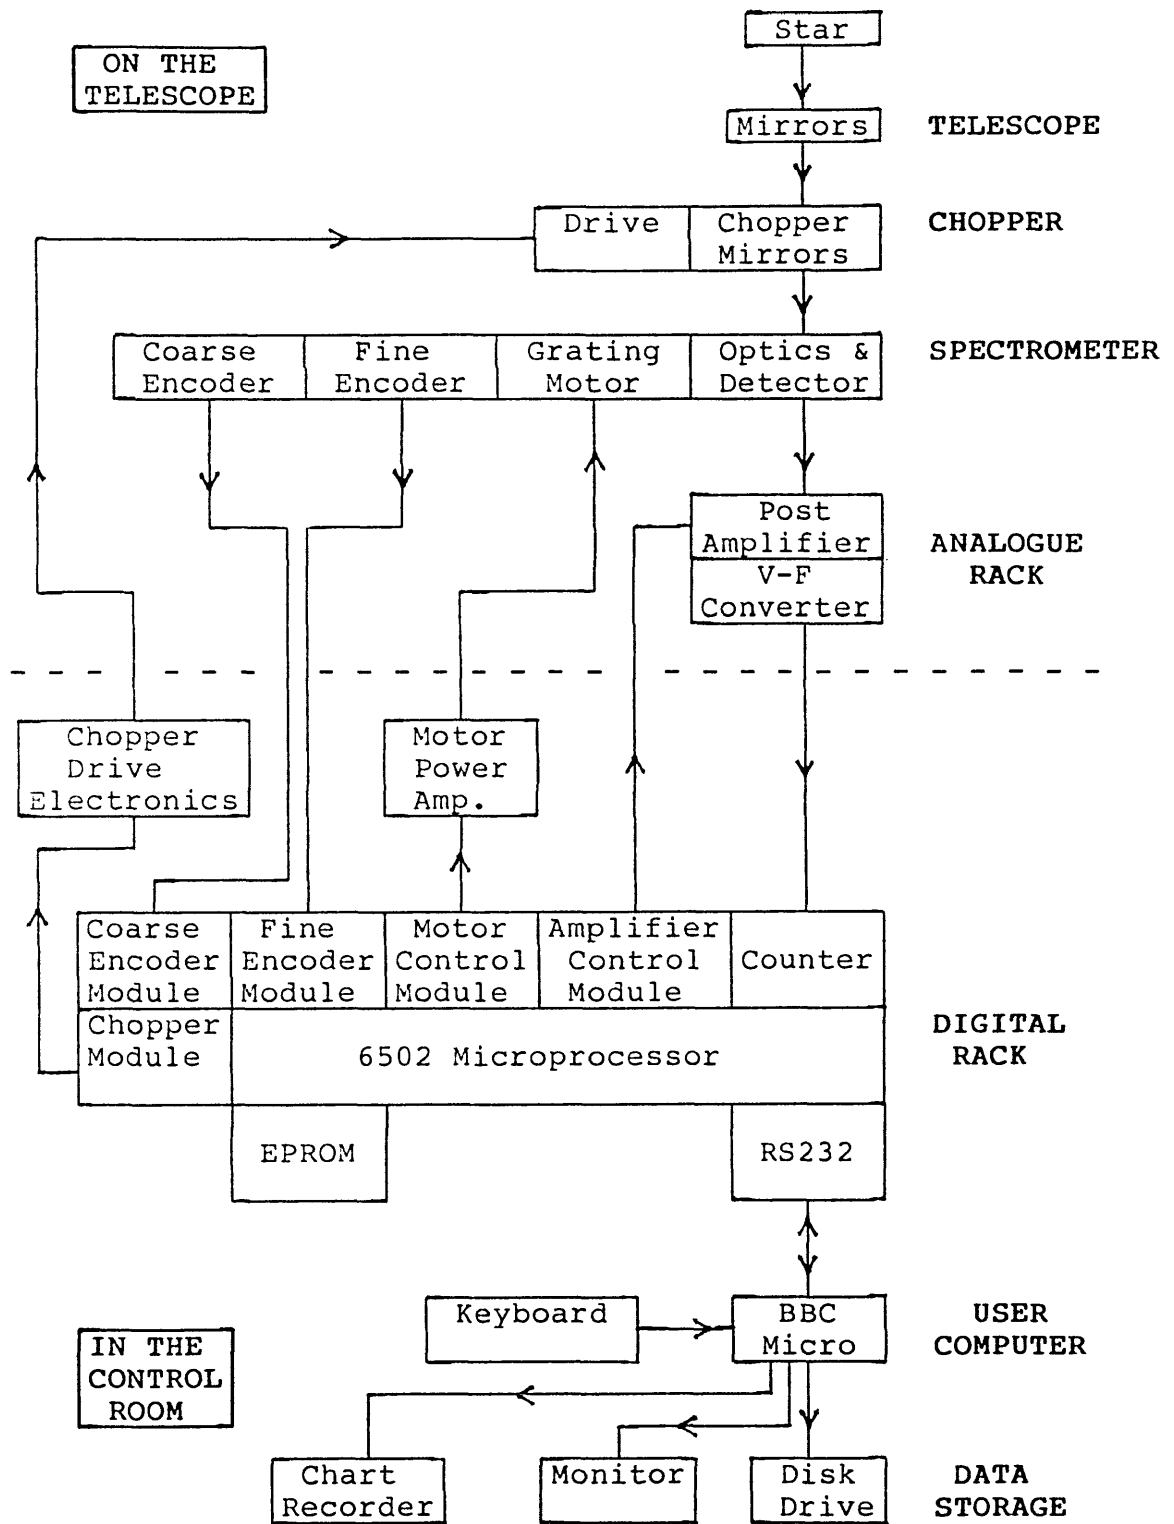 Star
ON THE
TELESCOPE
Mirrors
TELESCOPE
Drive
Chopper
Mirrors
CHOPPER
Coarse
Encoder
Fine
Encoder
Grating
Motor
Optics &
Detector
SPECTROMETER
Post
Amplifier
V-F
Converter
ANALOGUE
RACK
Chopper
Drive
Electronics
Motor
Power
Amp.
Coarse
Encoder
Module
Fine
Encoder
Module
Motor
Control
Module
Amplifier
Control
Module
Counter
Chopper
Module
6502 Microprocessor
DIGITAL
RACK
EPROM
RS232
Keyboard
BBC
Micro
USER
COMPUTER
IN THE
CONTROL
ROOM
Chart
Recorder
Monitor
Disk
Drive
DATA
STORAGE